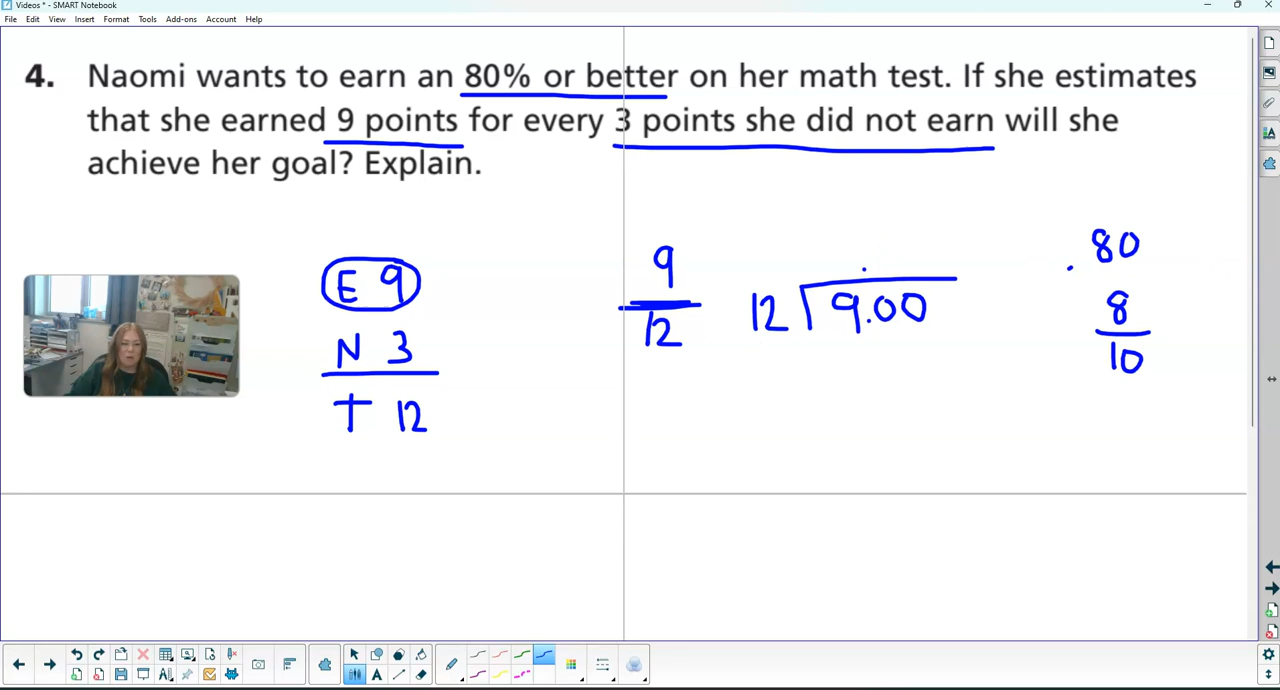 Videos * - SMART Notebook
File Edit View Insert Format Tools Add-ons Account Help
4. Naomi wants to earn an 80% or better on her math test. If she estimates
that she earned 9 points for every 3 points she did not earn will she
achieve her goal? Explain.
E 9
N 3
T 12
9
12
12 9.00
.80
8
10